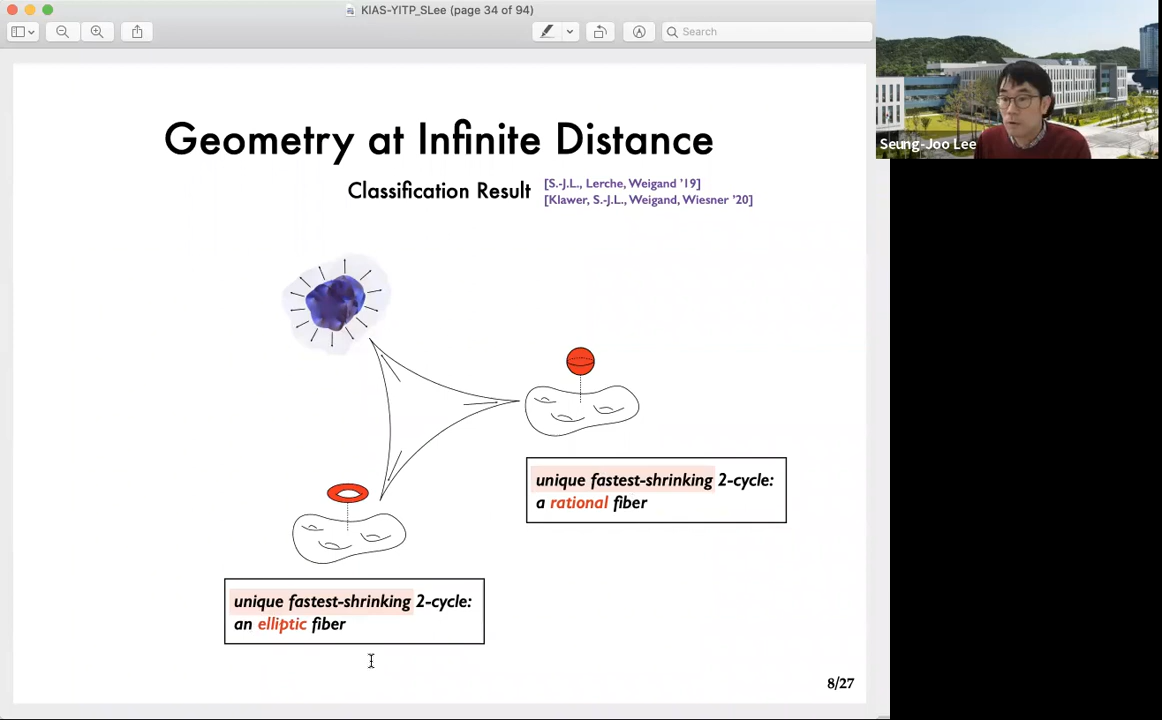 KIAS-YITP_SLee (page 34 of 94)
Search
Seung-Joo Lee
Geometry at Infinite Distance
Classification Result
[S.-J.L., Lerche, Weigand ’19]
[Klawer, S.-J.L., Weigand, Wiesner ’20]
unique fastest-shrinking 2-cycle:
a rational fiber
unique fastest-shrinking 2-cycle:
an elliptic fiber
8/27